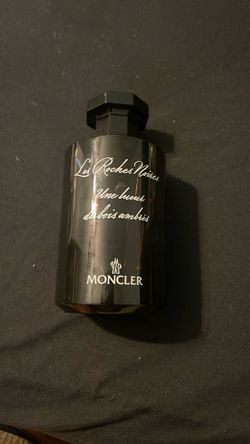 Les Roches Noires
Une lueur
de bois ambrés
MONCLER